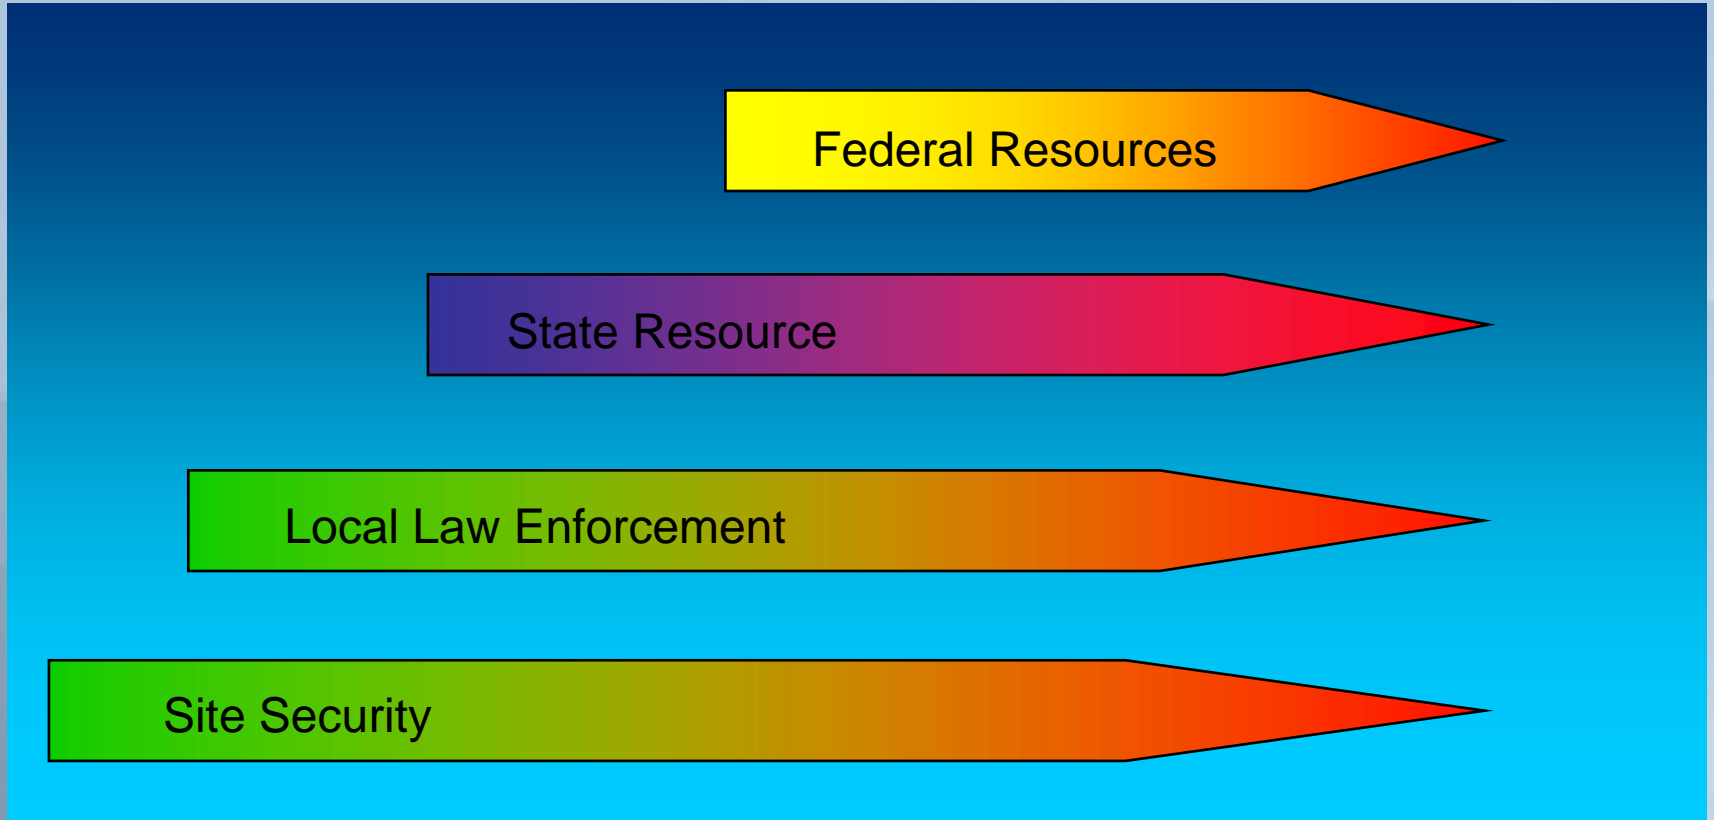 Federal Resources
State Resource
Local Law Enforcement
Site Security